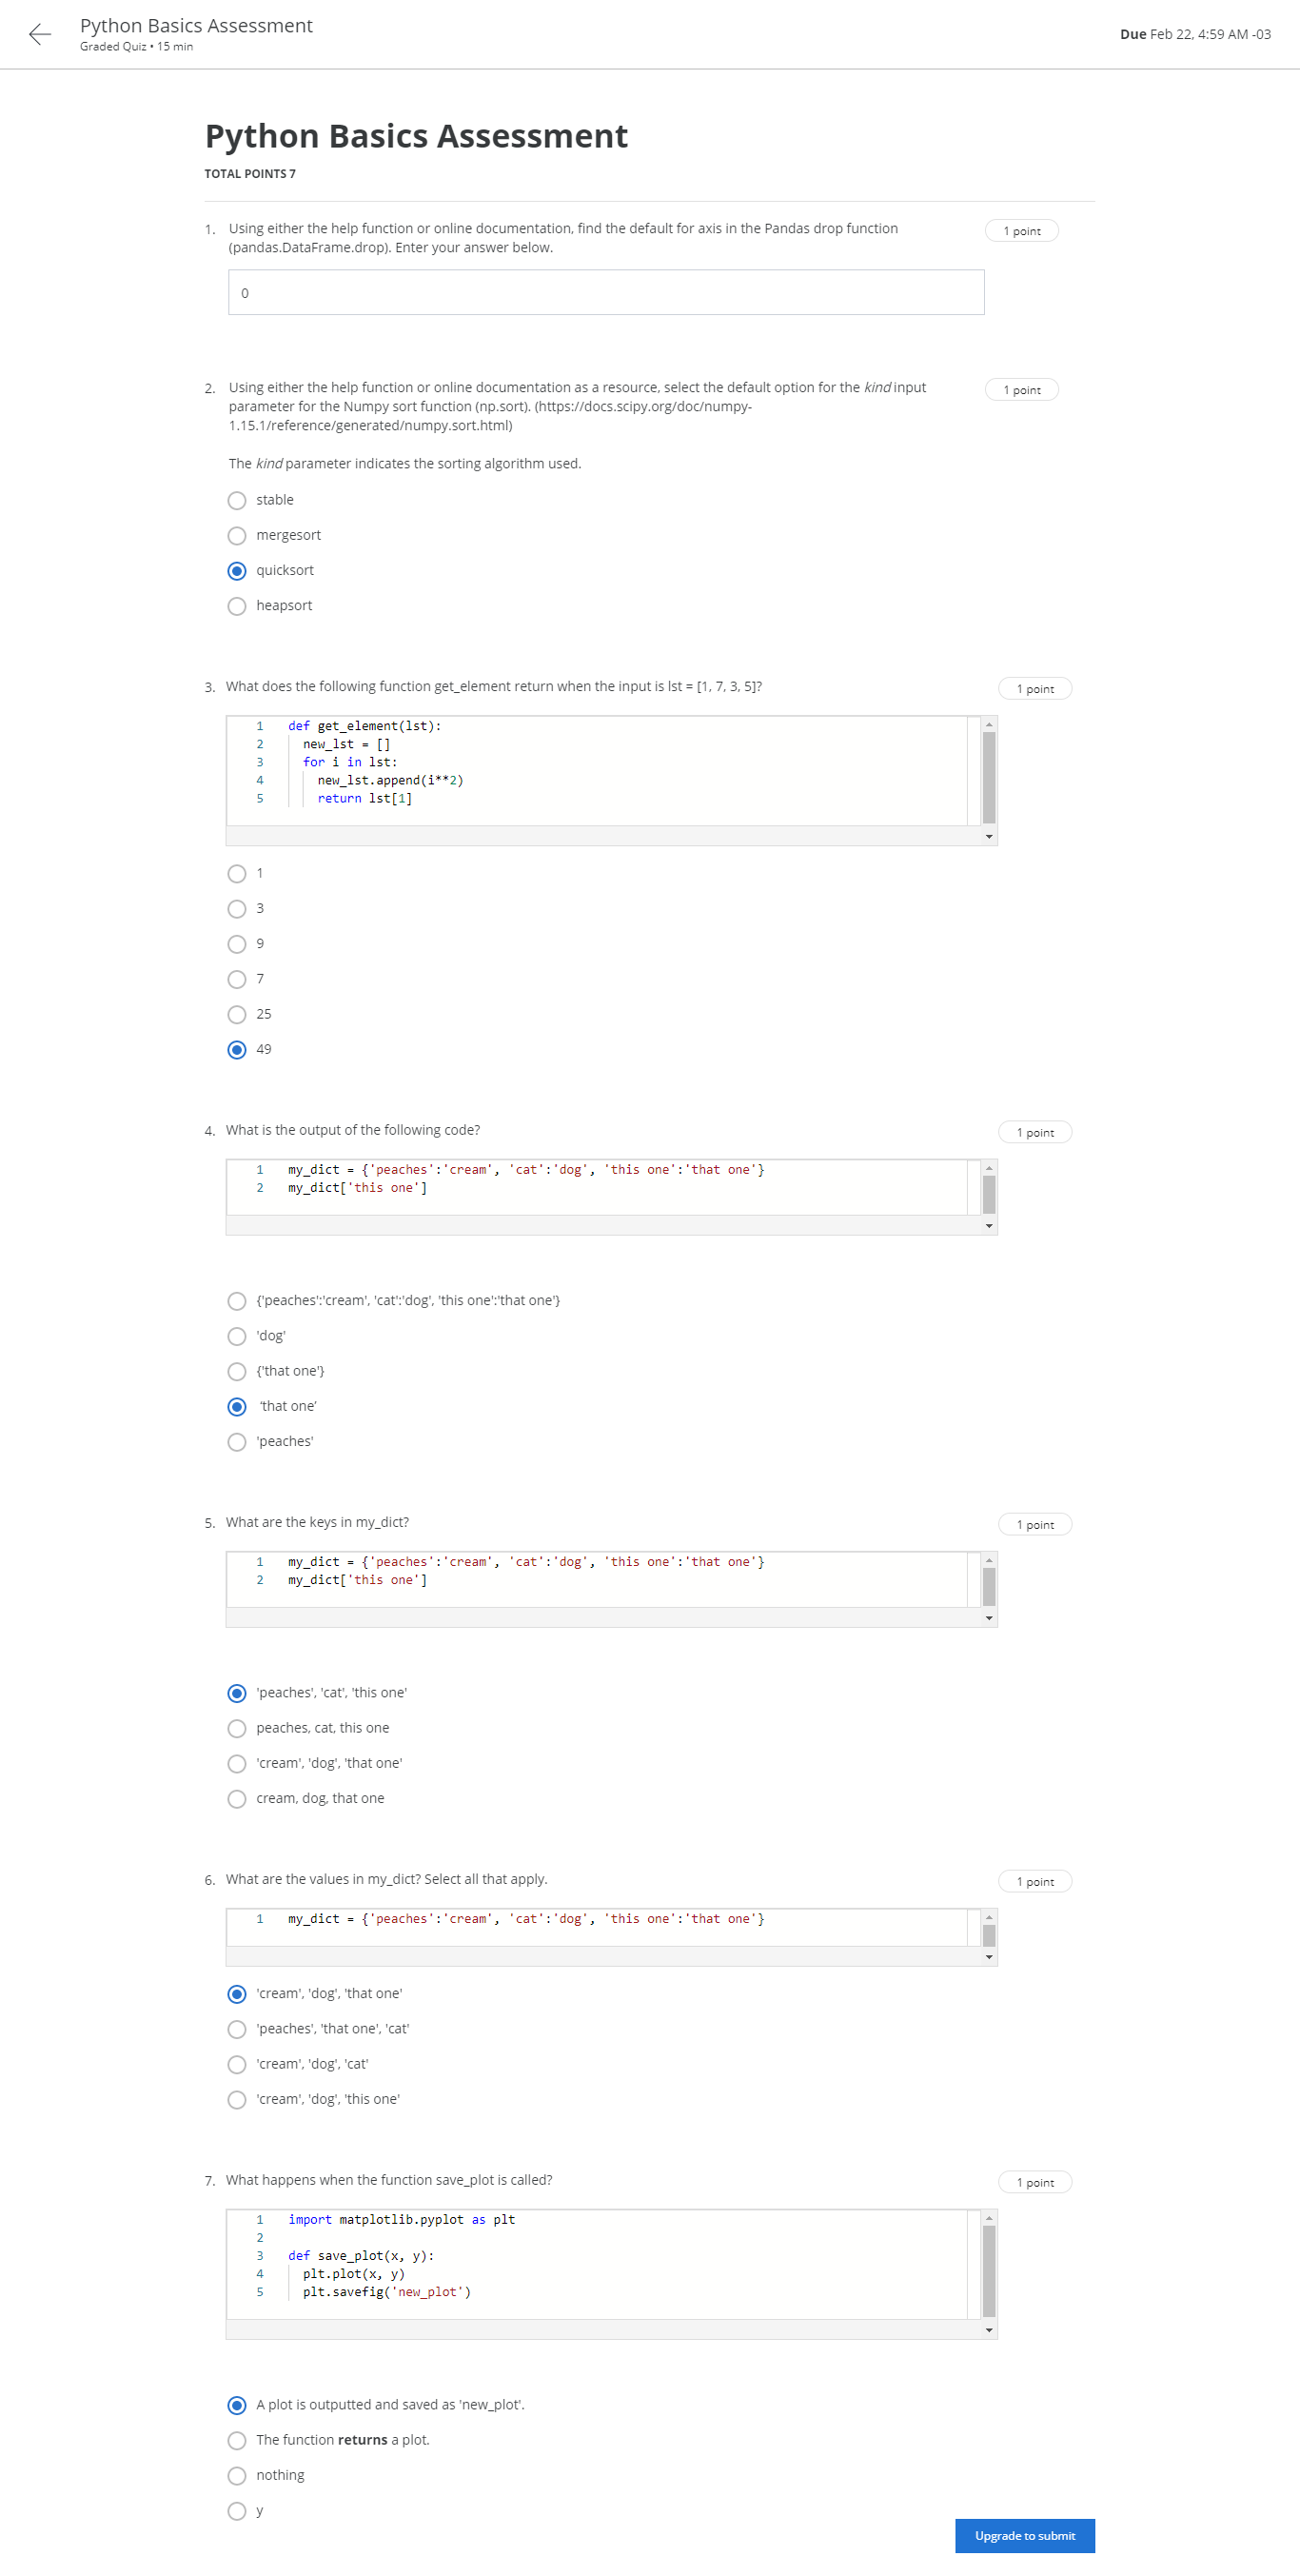 Python Basics Assessment
Graded Quiz • 15 min
Due Feb 22, 4:59 AM -03
Python Basics Assessment
TOTAL POINTS 7
1. Using either the help function or online documentation, find the default for axis in the Pandas drop function
(pandas.DataFrame.drop). Enter your answer below.
1 point
0
2. Using either the help function or online documentation as a resource, select the default option for the kind input
parameter for the Numpy sort function (np.sort). (https://docs.scipy.org/doc/numpy-
1.15.1/reference/generated/numpy.sort.html)
1 point
The kind parameter indicates the sorting algorithm used.
stable
mergesort
quicksort
heapsort
3. What does the following function get_element return when the input is lst = [1, 7, 3, 5]?
1 point
1 def get_element(lst):
2 new_lst = []
3 for i in lst:
4 new_lst.append(i**2)
5 return lst[1]
1
3
9
7
25
49
4. What is the output of the following code?
1 point
1 my_dict = {'peaches':'cream', 'cat':'dog', 'this one':'that one'}
2 my_dict['this one']
{'peaches':'cream', 'cat':'dog', 'this one':'that one'}
'dog'
{'that one'}
‘that one’
'peaches'
5. What are the keys in my_dict?
1 point
1 my_dict = {'peaches':'cream', 'cat':'dog', 'this one':'that one'}
2 my_dict['this one']
'peaches', 'cat', 'this one'
peaches, cat, this one
'cream', 'dog', 'that one'
cream, dog, that one
6. What are the values in my_dict? Select all that apply.
1 point
1 my_dict = {'peaches':'cream', 'cat':'dog', 'this one':'that one'}
'cream', 'dog', 'that one'
'peaches', 'that one', 'cat'
'cream', 'dog', 'cat'
'cream', 'dog', 'this one'
7. What happens when the function save_plot is called?
1 point
1 import matplotlib.pyplot as plt
2
3 def save_plot(x, y):
4 plt.plot(x, y)
5 plt.savefig('new_plot')
A plot is outputted and saved as 'new_plot'.
The function returns a plot.
nothing
y
Upgrade to submit